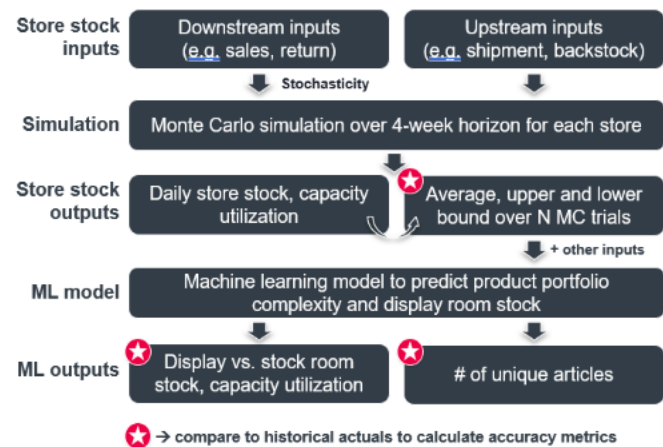 Store stock
inputs
Downstream inputs
(e.g. sales, return)
Upstream inputs
(e.g. shipment, backstock)
Stochasticity
Simulation
Monte Carlo simulation over 4-week horizon for each store
Store stock
outputs
Daily store stock, capacity
utilization
Average, upper and lower
bound over N MC trials
+ other inputs
ML model
Machine learning model to predict product portfolio
complexity and display room stock
ML outputs
Display vs. stock room
stock, capacity utilization
# of unique articles
→ compare to historical actuals to calculate accuracy metrics